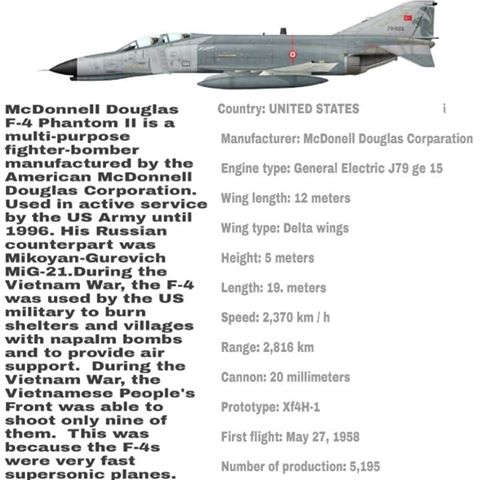 McDonnell Douglas
F-4 Phantom II is a
multi-purpose
fighter-bomber
manufactured by the
American McDonnell
Douglas Corporation.
Used in active service
by the US Army until
1996. His Russian
counterpart was
Mikoyan-Gurevich
MiG-21.During the
Vietnam War, the F-4
was used by the US
military to burn
shelters and villages
with napalm bombs
and to provide air
support. During the
Vietnam War, the
Vietnamese People's
Front was able to
shoot only nine of
them. This was
because the F-4s
were very fast
supersonic planes.
Country: UNITED STATES i
Manufacturer: McDonell Douglas Corparation
Engine type: General Electric J79 ge 15
Wing length: 12 meters
Wing type: Delta wings
Height: 5 meters
Length: 19. meters
Speed: 2,370 km / h
Range: 2,816 km
Cannon: 20 millimeters
Prototype: Xf4H-1
First flight: May 27, 1958
Number of production: 5,195